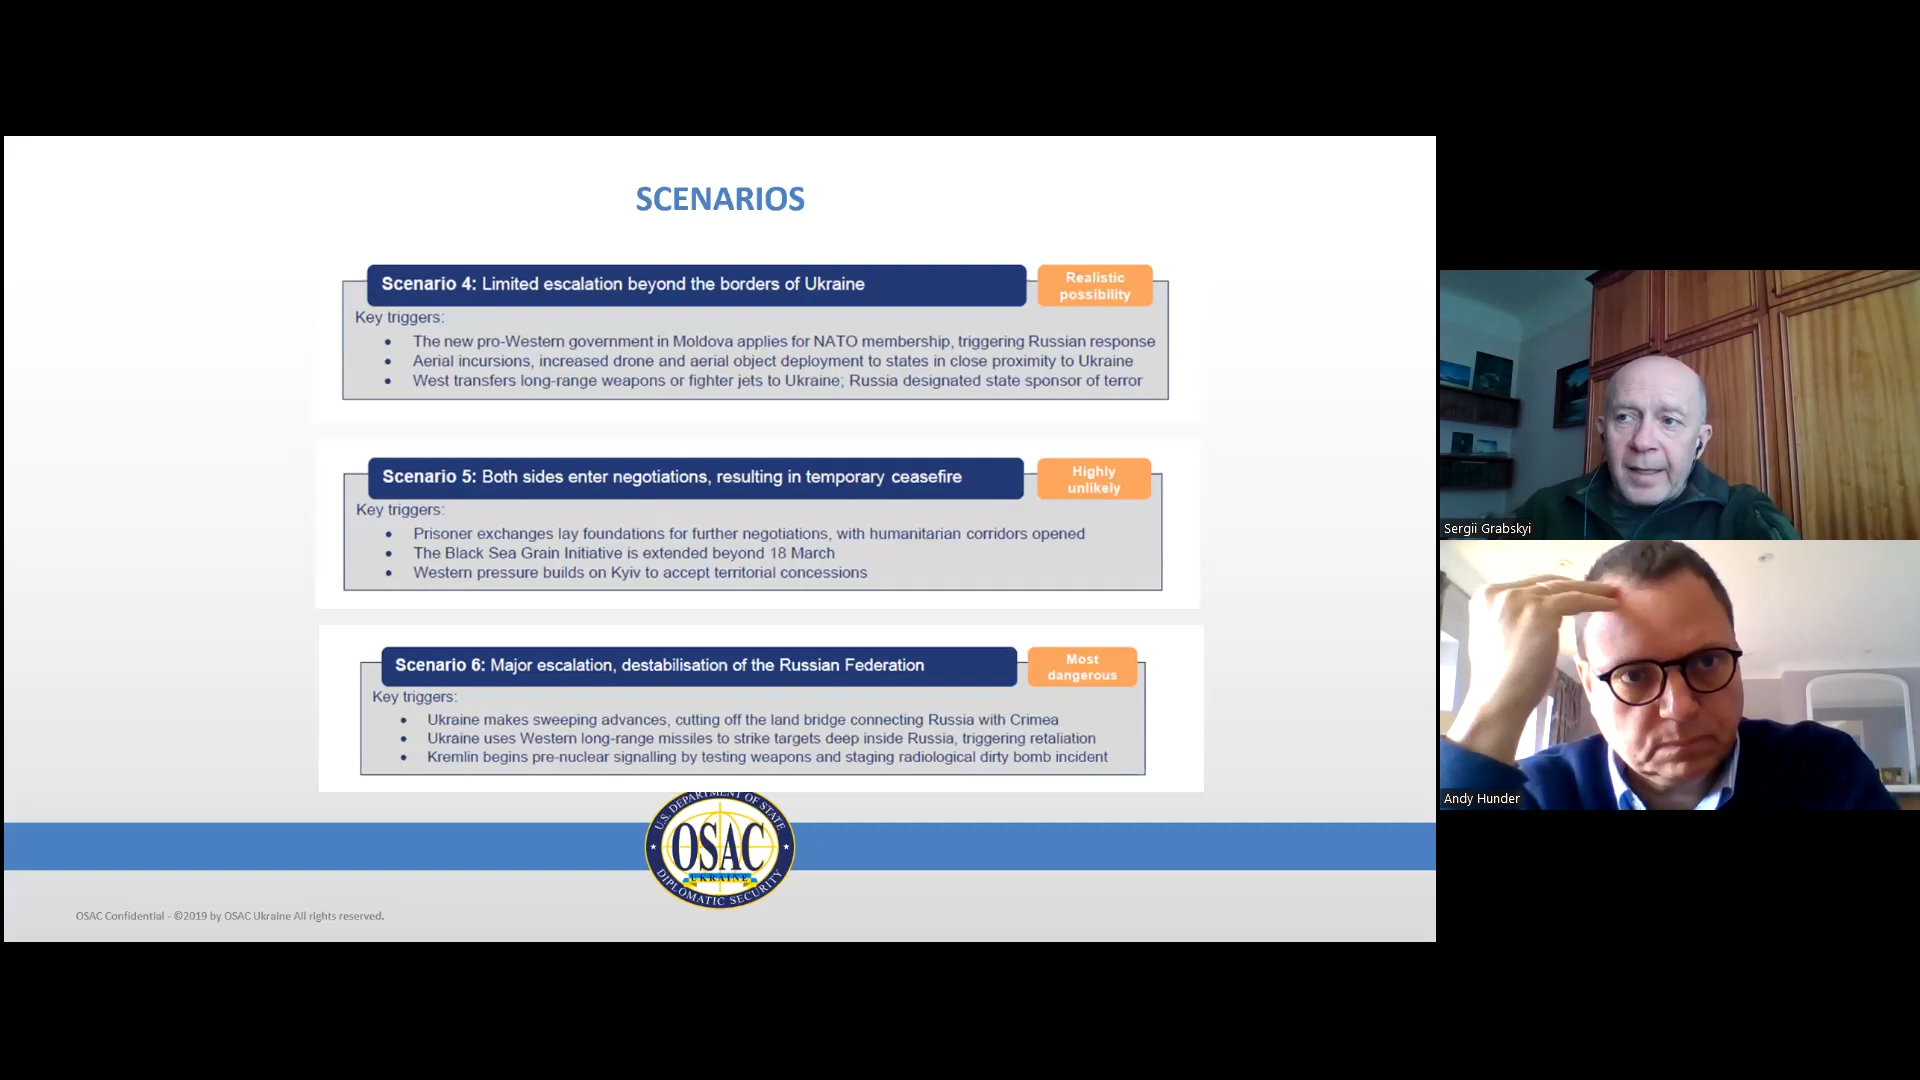 SCENARIOS
Scenario 4: Limited escalation beyond the borders of Ukraine
Realistic
possibility
Key triggers:
• The new pro-Western government in Moldova applies for NATO membership, triggering Russian response
• Aerial incursions, increased drone and aerial object deployment to states in close proximity to Ukraine
• West transfers long-range weapons or fighter jets to Ukraine; Russia designated state sponsor of terror
Scenario 5: Both sides enter negotiations, resulting in temporary ceasefire
Highly
unlikely
Key triggers:
• Prisoner exchanges lay foundations for further negotiations, with humanitarian corridors opened
• The Black Sea Grain Initiative is extended beyond 18 March
• Western pressure builds on Kyiv to accept territorial concessions
Scenario 6: Major escalation, destabilisation of the Russian Federation
Most
dangerous
Key triggers:
• Ukraine makes sweeping advances, cutting off the land bridge connecting Russia with Crimea
• Ukraine uses Western long-range missiles to strike targets deep inside Russia, triggering retaliation
• Kremlin begins pre-nuclear signalling by testing weapons and staging radiological dirty bomb incident
U.S. DEPARTMENT OF STATE
OSAC
UKRAINE
DIPLOMATIC SECURITY
OSAC Confidential - ©2019 by OSAC Ukraine All rights reserved.
Sergii Grabskyi
Andy Hunder